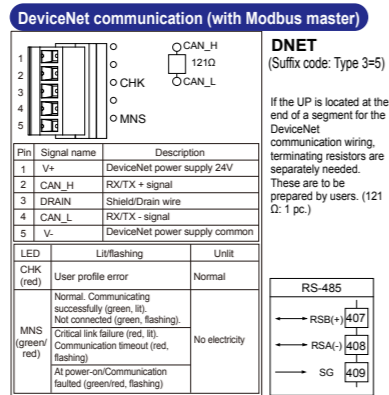 DeviceNet communication (with Modbus master)
1
2
3
4
5
CHK
MNS
CAN_H
121Ω
CAN_L
DNET
(Suffix code: Type 3=5)
If the UP is located at the
end of a segment for the
DeviceNet
communication wiring,
terminating resistors are
separately needed.
These are to be
prepared by users. (121
Ω: 1 pc.)
Pin Signal name Description
1 V+ DeviceNet power supply 24V
2 CAN_H RX/TX + signal
3 DRAIN Shield/Drain wire
4 CAN_L RX/TX - signal
5 V- DeviceNet power supply common
LED Lit/flashing Unlit
CHK
(red)
User profile error
Normal
MNS
(green/
red)
Normal. Communicating
successfully (green, lit).
Not connected (green, flashing).
Critical link failure (red, lit).
Communication timeout (red,
flashing)
At power-on/Communication
faulted (green/red, flashing)
No electricity
RS-485
RSB(+) 407
RSA(-) 408
SG 409